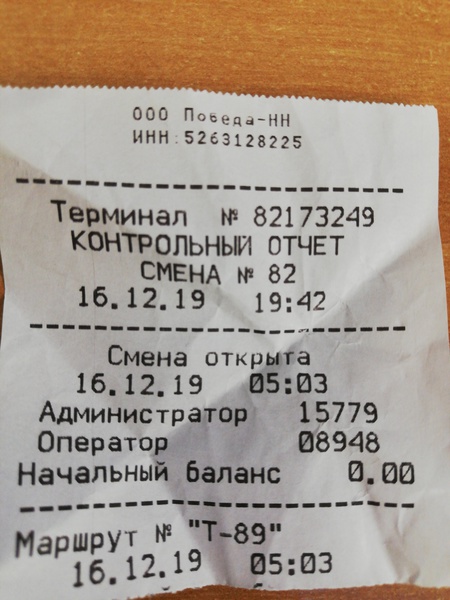 ООО Победа-НН
ИНН:5263128225
Терминал № 82173249
КОНТРОЛЬНЫЙ ОТЧЕТ
СМЕНА № 82
16.12.19 19:42
Смена открыта
16.12.19 05:03
Администратор 15779
Оператор 08948
Начальный баланс 0.00
Маршрут № "Т-89"
16.12.19 05:03